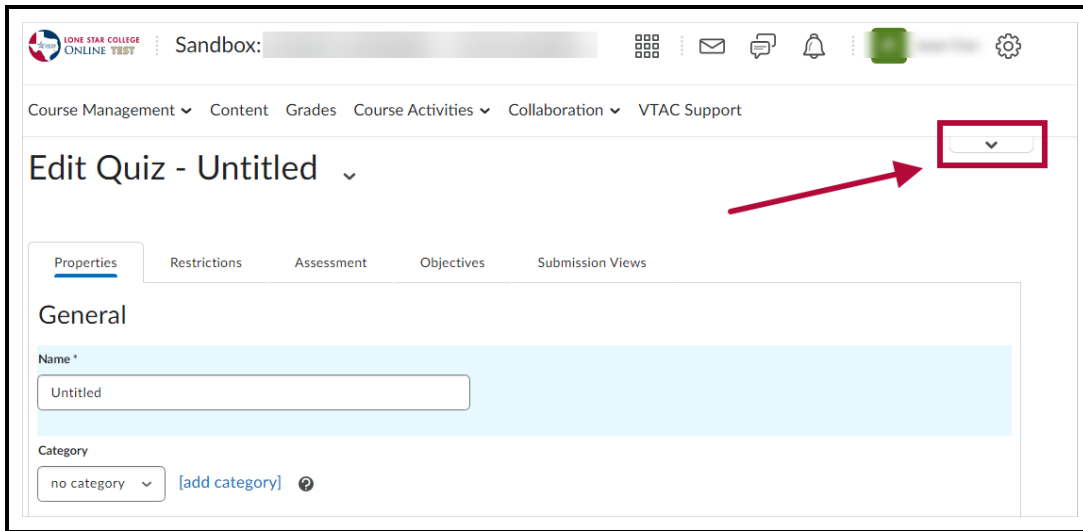 LONE STAR COLLEGE
ONLINE TEST
Sandbox:
Course Management Content Grades Course Activities Collaboration VTAC Support
Edit Quiz - Untitled
Properties Restrictions Assessment Objectives Submission Views
General
Name *
Untitled
Category
no category [add category] ?